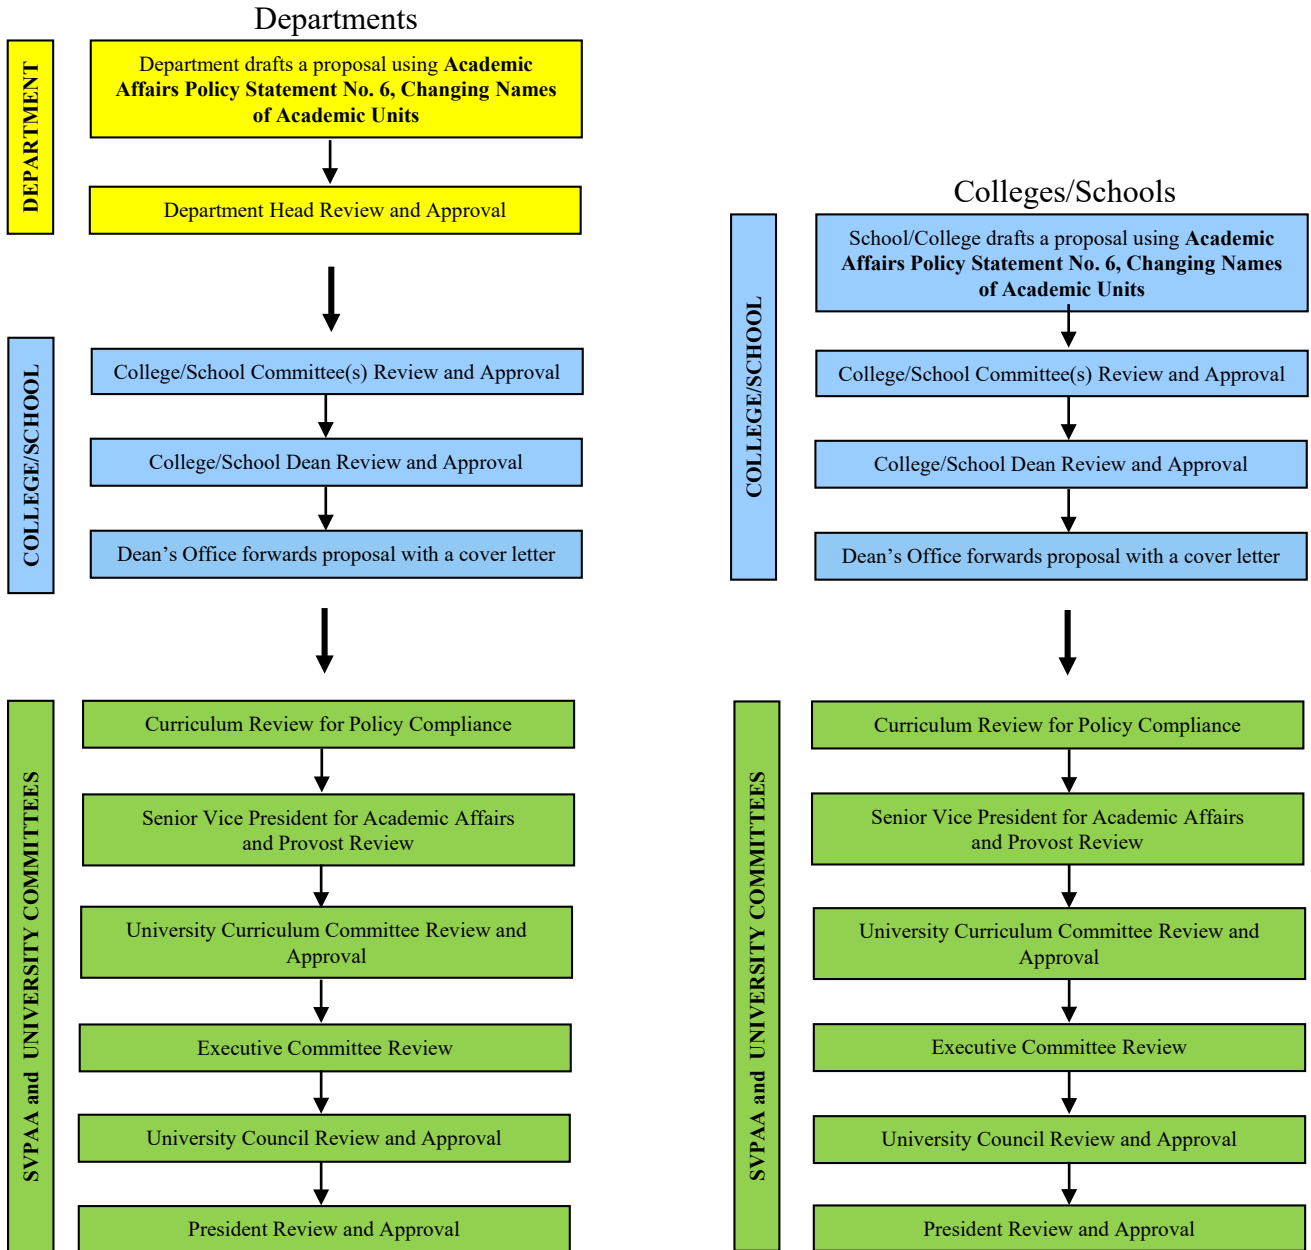 Departments
DEPARTMENT
Department drafts a proposal using Academic
Affairs Policy Statement No. 6, Changing Names
of Academic Units
Department Head Review and Approval
COLLEGE/SCHOOL
College/School Committee(s) Review and Approval
College/School Dean Review and Approval
Dean’s Office forwards proposal with a cover letter
SVPAA and UNIVERSITY COMMITTEES
Curriculum Review for Policy Compliance
Senior Vice President for Academic Affairs
and Provost Review
University Curriculum Committee Review and
Approval
Executive Committee Review
University Council Review and Approval
President Review and Approval
Colleges/Schools
COLLEGE/SCHOOL
School/College drafts a proposal using Academic
Affairs Policy Statement No. 6, Changing Names
of Academic Units
College/School Committee(s) Review and Approval
College/School Dean Review and Approval
Dean’s Office forwards proposal with a cover letter
SVPAA and UNIVERSITY COMMITTEES
Curriculum Review for Policy Compliance
Senior Vice President for Academic Affairs
and Provost Review
University Curriculum Committee Review and
Approval
Executive Committee Review
University Council Review and Approval
President Review and Approval